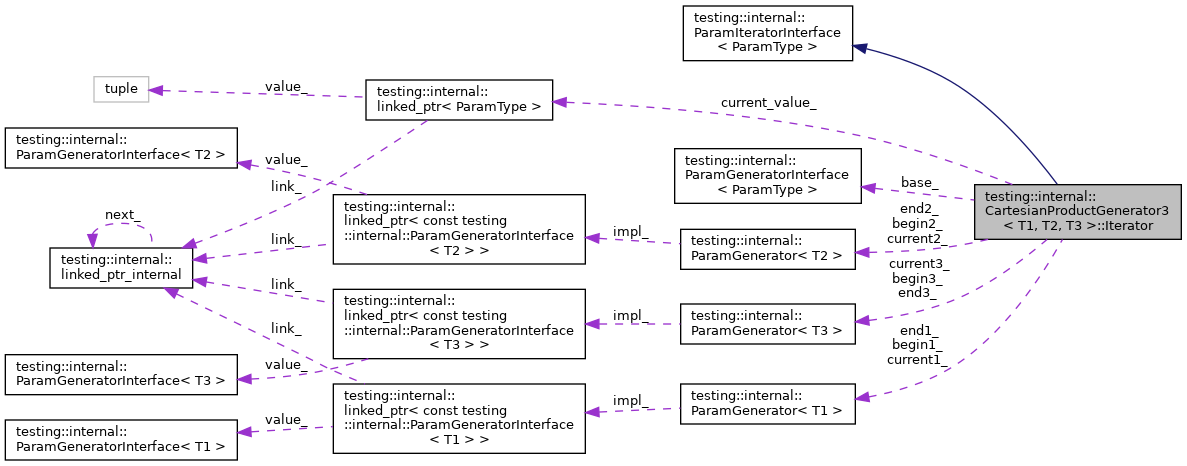 testing::internal::
ParamIteratorInterface
< ParamType >
tuple
value_
testing::internal::
linked_ptr< ParamType >
current_value_
testing::internal::
ParamGeneratorInterface< T2 >
value_
link_
testing::internal::
ParamGeneratorInterface
< ParamType >
base_
testing::internal::
CartesianProductGenerator3
< T1, T2, T3 >::Iterator
next_
testing::internal::
linked_ptr_internal
link_
testing::internal::
linked_ptr< const testing
::internal::ParamGeneratorInterface
< T2 > >
impl_
testing::internal::
ParamGenerator< T2 >
end2_
begin2_
current2_
link_
testing::internal::
linked_ptr< const testing
::internal::ParamGeneratorInterface
< T3 > >
impl_
testing::internal::
ParamGenerator< T3 >
current3_
begin3_
end3_
link_
testing::internal::
ParamGeneratorInterface< T3 >
value_
end1_
begin1_
current1_
testing::internal::
ParamGeneratorInterface< T1 >
value_
testing::internal::
linked_ptr< const testing
::internal::ParamGeneratorInterface
< T1 > >
impl_
testing::internal::
ParamGenerator< T1 >